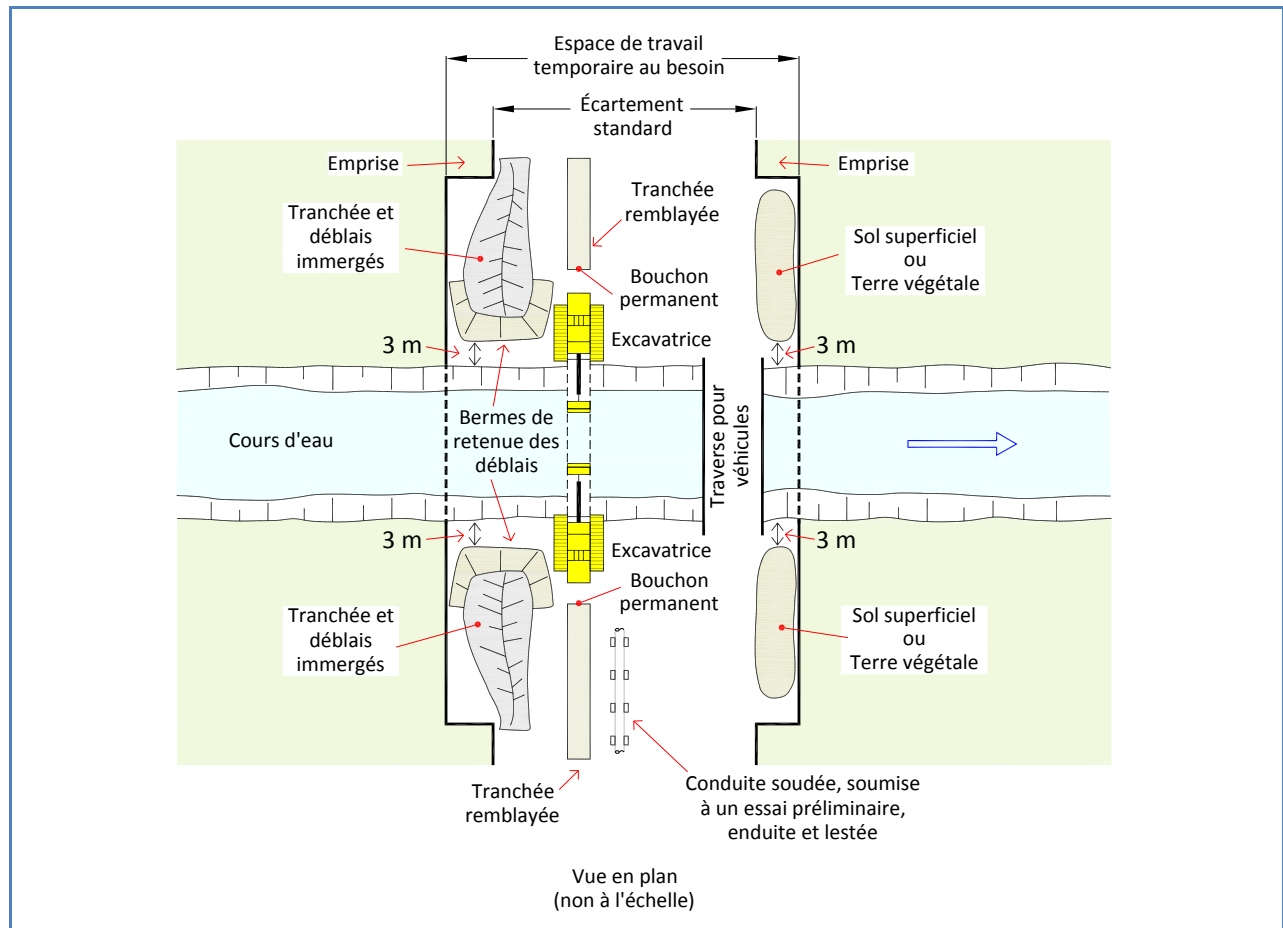 Espace de travail
temporaire au besoin
Écartement
standard
Emprise
Emprise
Tranchée et
déblais
immergés
Tranchée
remblayée
Sol superficiel
ou
Terre végétale
Bouchon
permanent
Excavatrice
3 m
3 m
Cours d'eau
Bermes de
retenue des
déblais
Traverse pour
véhicules
3 m
3 m
Excavatrice
Bouchon
permanent
Tranchée et
déblais
immergés
Sol superficiel
ou
Terre végétale
Tranchée
remblayée
Conduite soudée, soumise
à un essai préliminaire,
enduite et lestée
Vue en plan
(non à l'échelle)